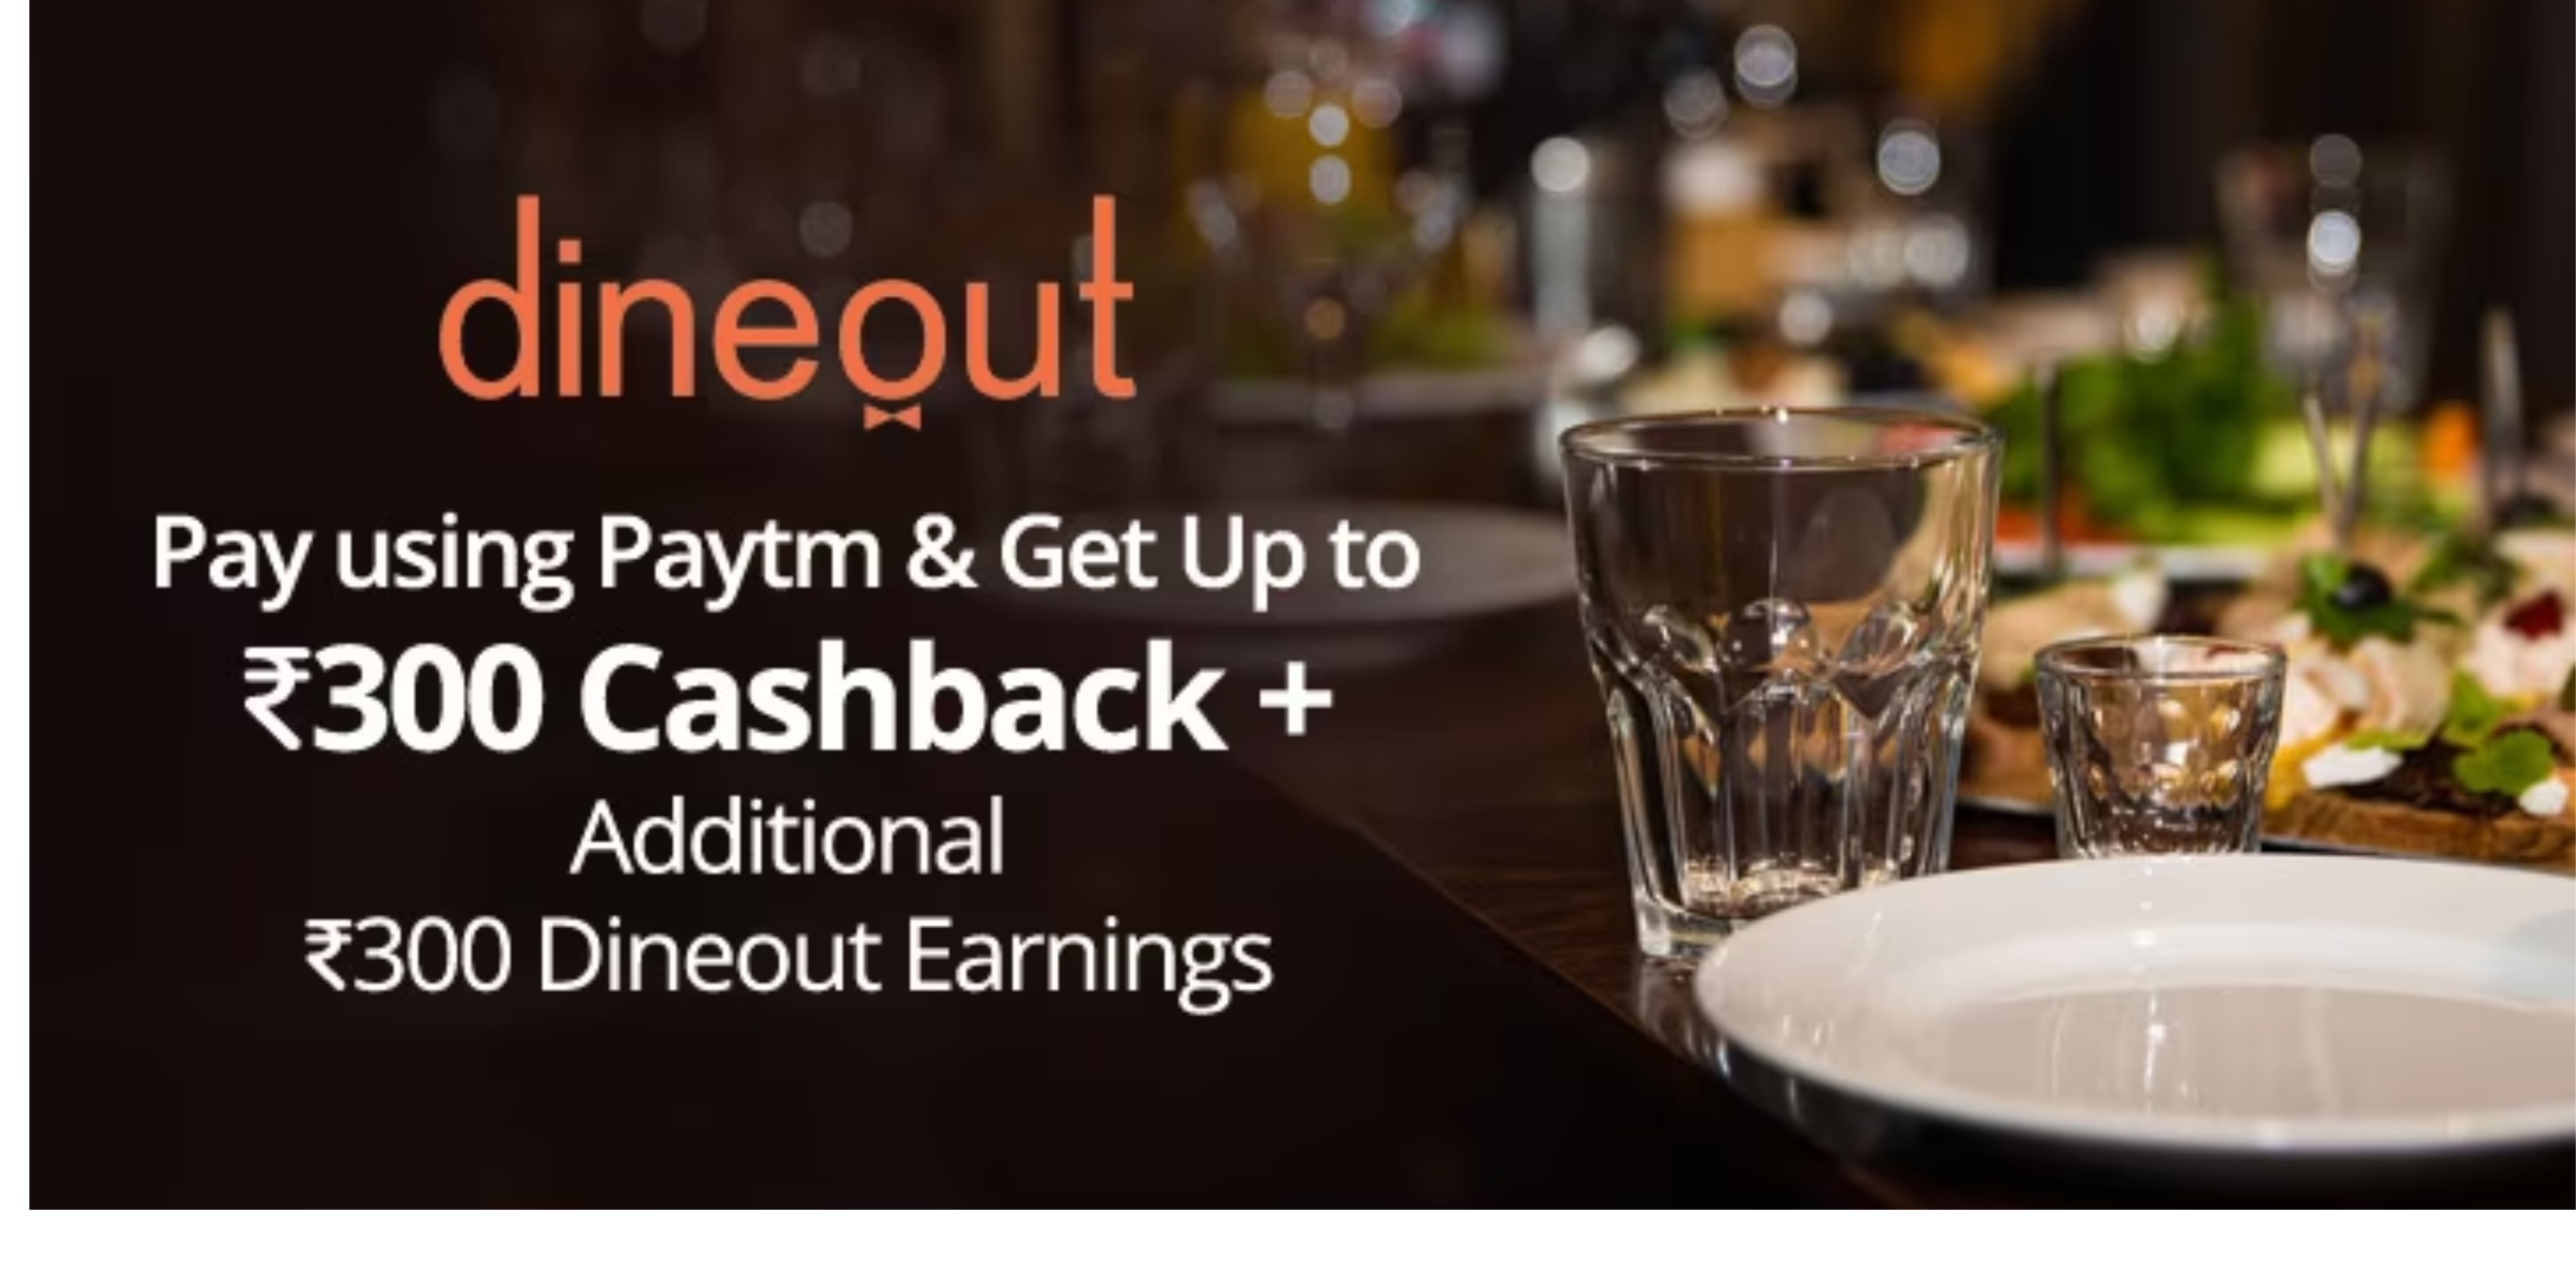 dineout
Pay using Paytm & Get Up to
₹300 Cashback +
Additional
₹300 Dineout Earnings